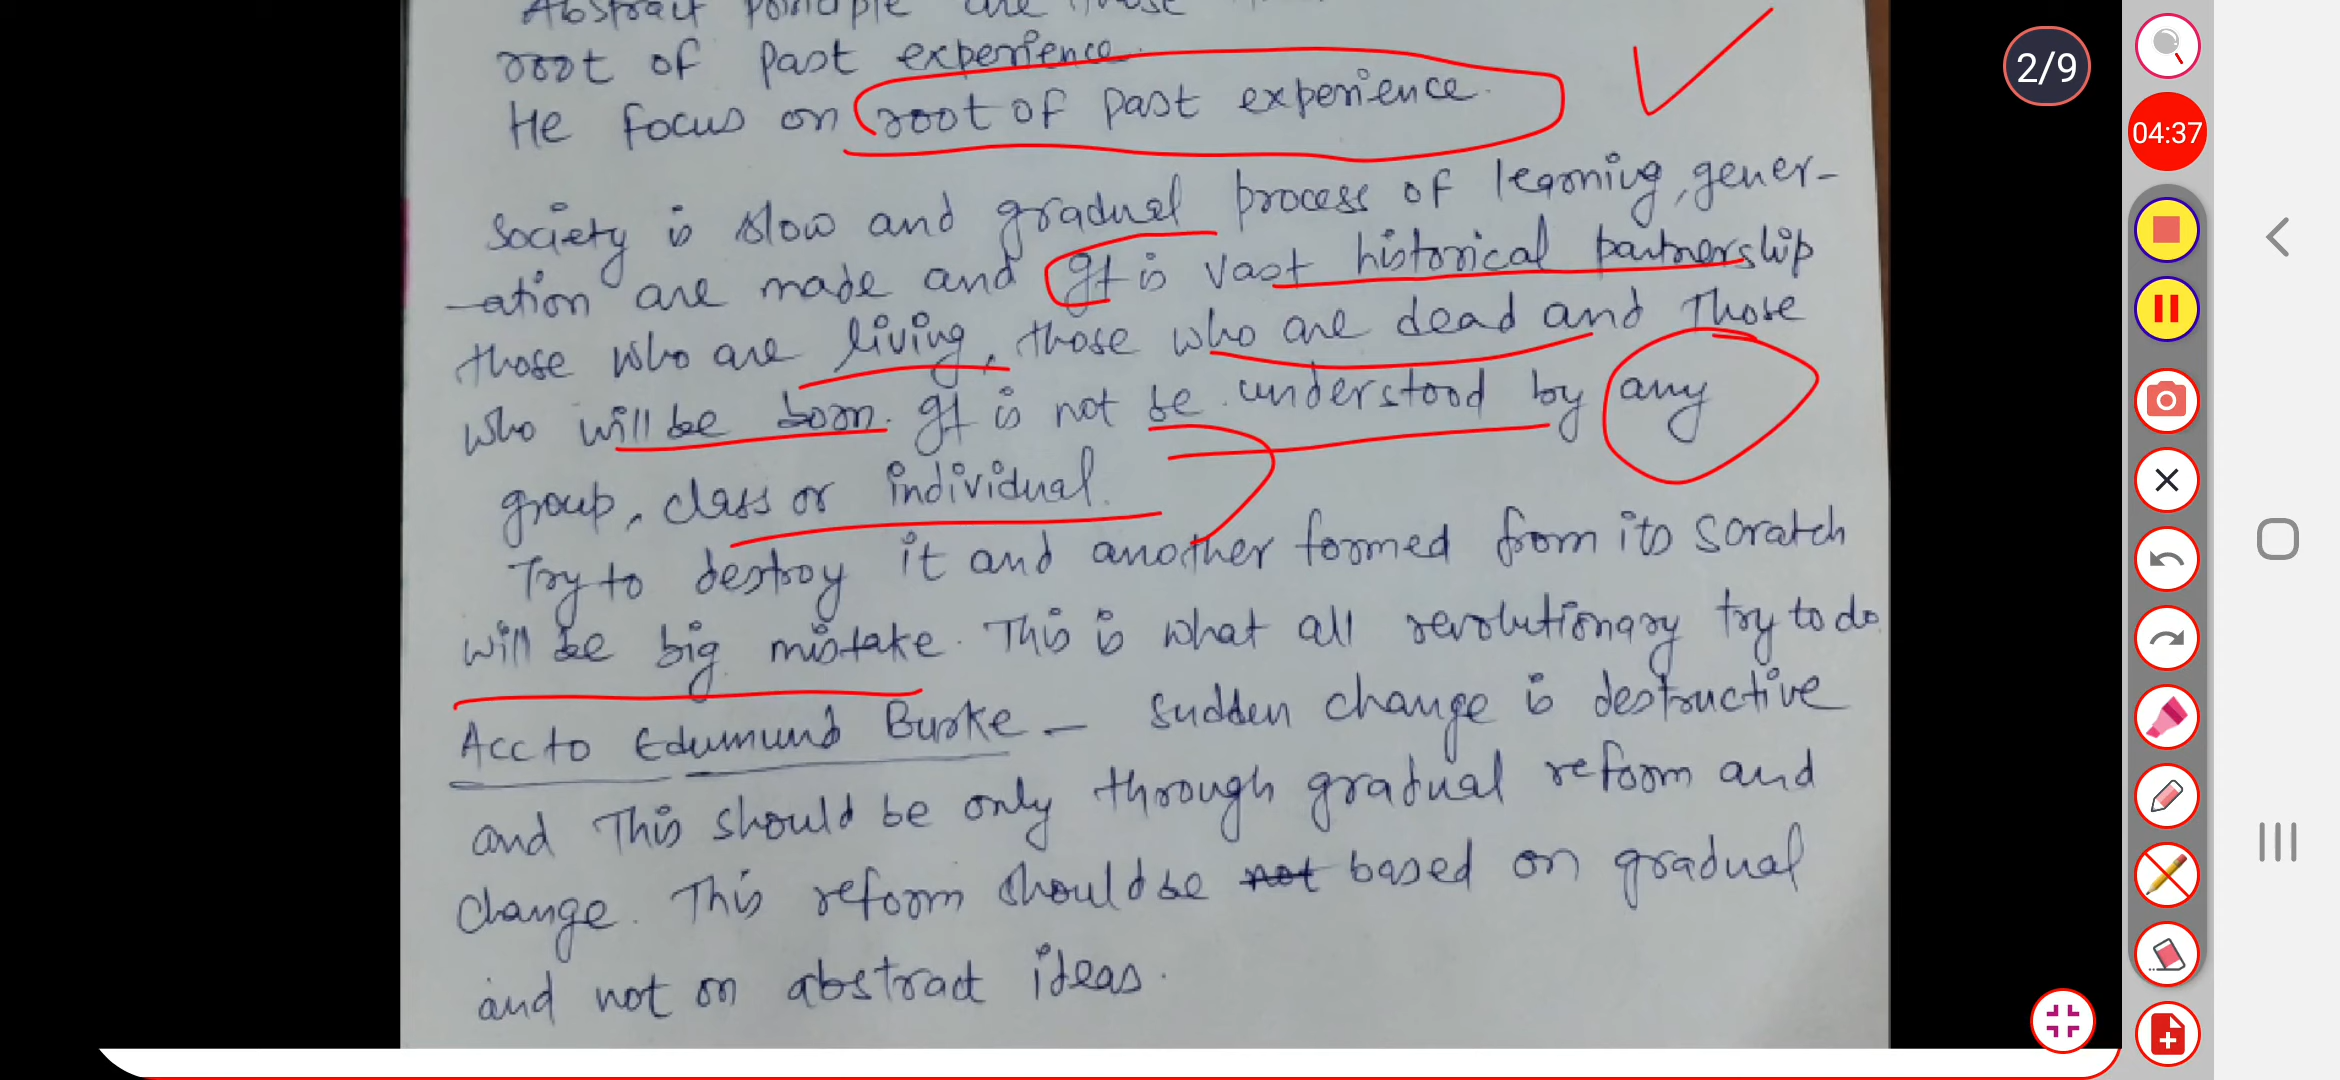 Abstract principle are those
root of past experience.
He focus on root of past experience.
Society is slow and gradual process of learning, gener-
-ation are made and It is vast historical partnership
those who are living, those who are dead and those
who will be born. It is not be understood by any
group, class or individual.
Try to destroy it and another formed from its scratch
will be big mistake. This is what all revolutionary try to do
Acc to Edumund Burke - sudden change is destructive
and This should be only through gradual reform and
change. This reform should be not based on gradual
and not on abstract ideas.
2/9
04:37